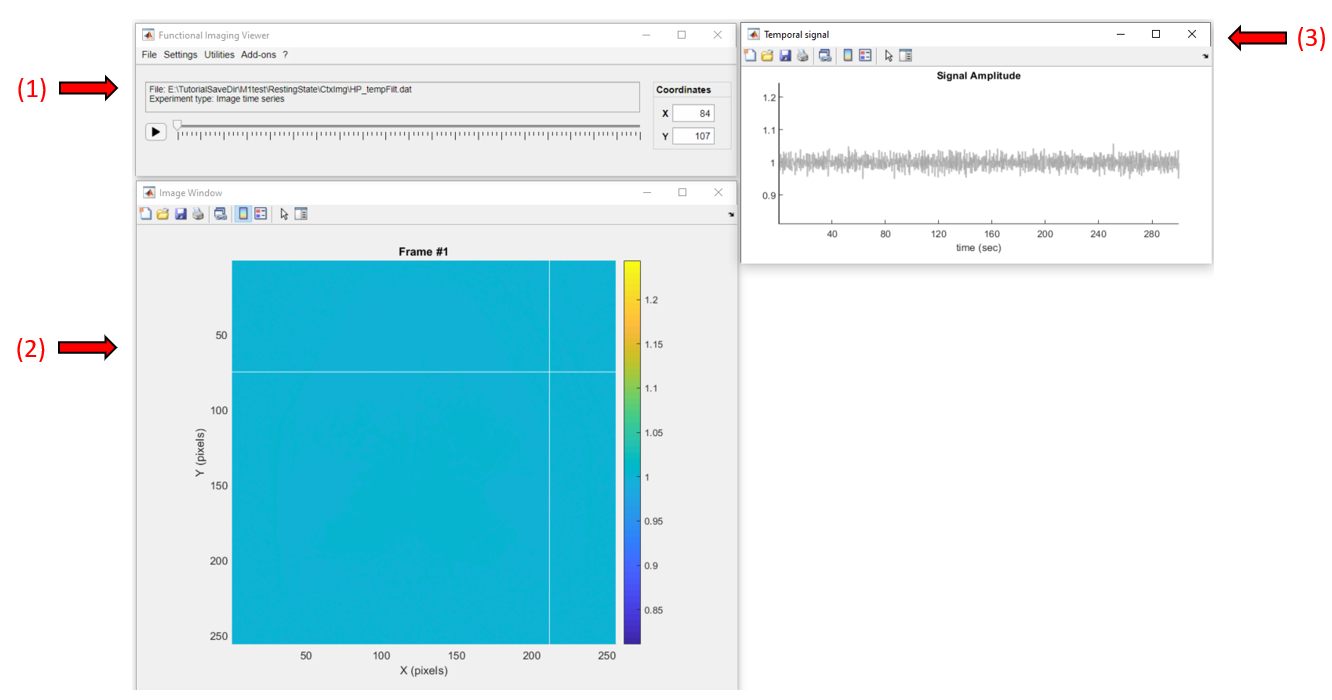 (1)
Functional Imaging Viewer
File Settings Utilities Add-ons ?
File: E:\TutorialSaveDir\M1test\RestingState\CtxImg\HP_tempFilt.dat
Experiment type: Image time series
Coordinates
X 84
Y 107
(2)
Image Window
Frame #1
50
100
150
200
250
Y (pixels)
50 100 150 200 250
X (pixels)
1.2
1.15
1.1
1.05
1
0.95
0.9
0.85
(3)
Temporal signal
Signal Amplitude
1.2
1.1
1
0.9
40 80 120 160 200 240 280
time (sec)